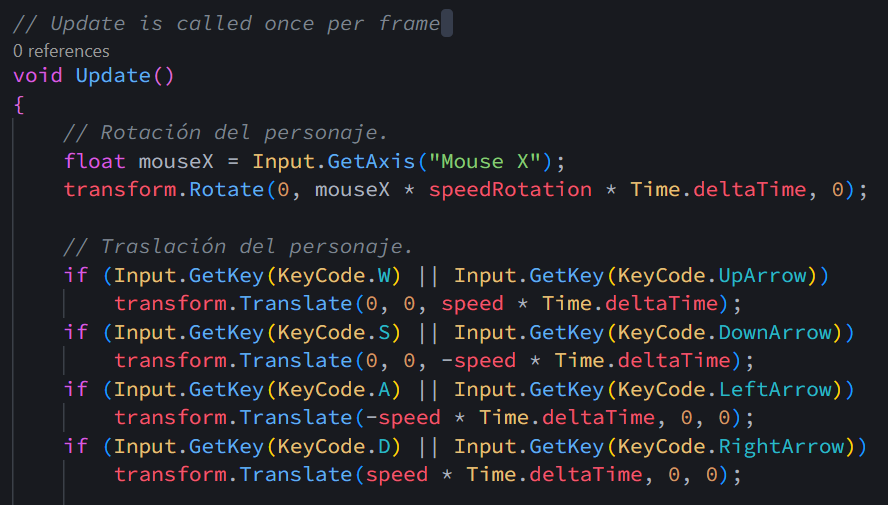 // Update is called once per frame
0 references
void Update()
{
// Rotación del personaje.
float mouseX = Input.GetAxis("Mouse X");
transform.Rotate(0, mouseX * speedRotation * Time.deltaTime, 0);
// Traslación del personaje.
if (Input.GetKey(KeyCode.W) || Input.GetKey(KeyCode.UpArrow))
transform.Translate(0, 0, speed * Time.deltaTime);
if (Input.GetKey(KeyCode.S) || Input.GetKey(KeyCode.DownArrow))
transform.Translate(0, 0, -speed * Time.deltaTime);
if (Input.GetKey(KeyCode.A) || Input.GetKey(KeyCode.LeftArrow))
transform.Translate(-speed * Time.deltaTime, 0, 0);
if (Input.GetKey(KeyCode.D) || Input.GetKey(KeyCode.RightArrow))
transform.Translate(speed * Time.deltaTime, 0, 0);